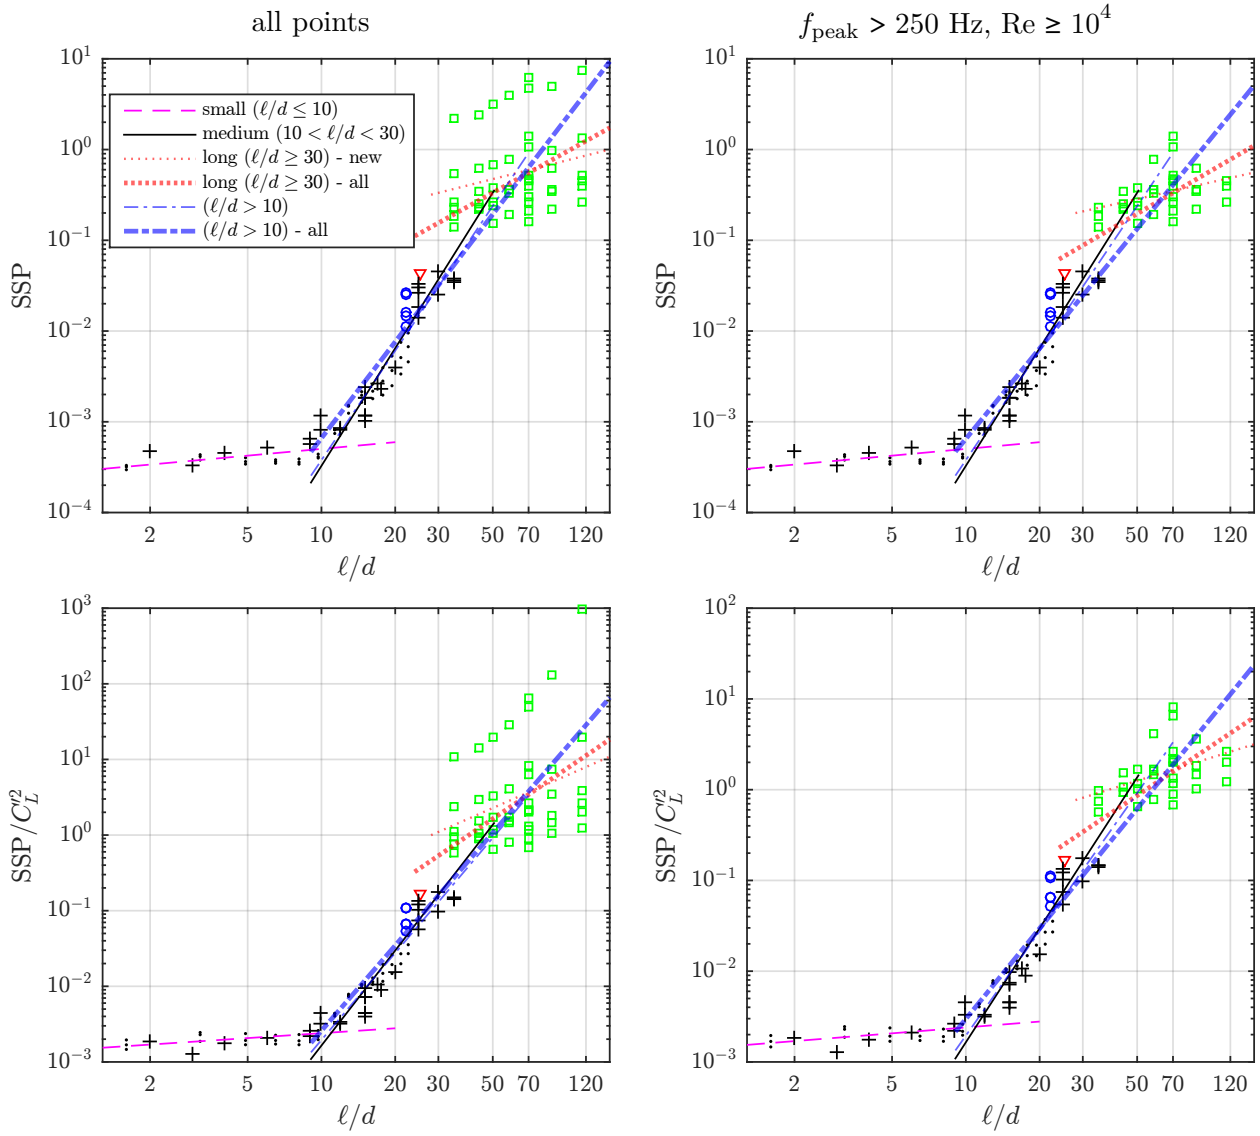 all points
f_peak > 250 Hz, Re ≥ 10^4
10^1
10^0
10^−1
10^−2
10^−3
10^−4
SSP
small (ℓ/d ≤ 10)
medium (10 < ℓ/d < 30)
long (ℓ/d ≥ 30) - new
long (ℓ/d ≥ 30) - all
(ℓ/d > 10)
(ℓ/d > 10) - all
2 5 10 20 30 50 70 120
ℓ/d
10^1
10^0
10^−1
10^−2
10^−3
10^−4
SSP
2 5 10 20 30 50 70 120
ℓ/d
10^3
10^2
10^1
10^0
10^−1
10^−2
10^−3
SSP/C_L'^2
2 5 10 20 30 50 70 120
ℓ/d
10^2
10^1
10^0
10^−1
10^−2
10^−3
SSP/C_L'^2
2 5 10 20 30 50 70 120
ℓ/d